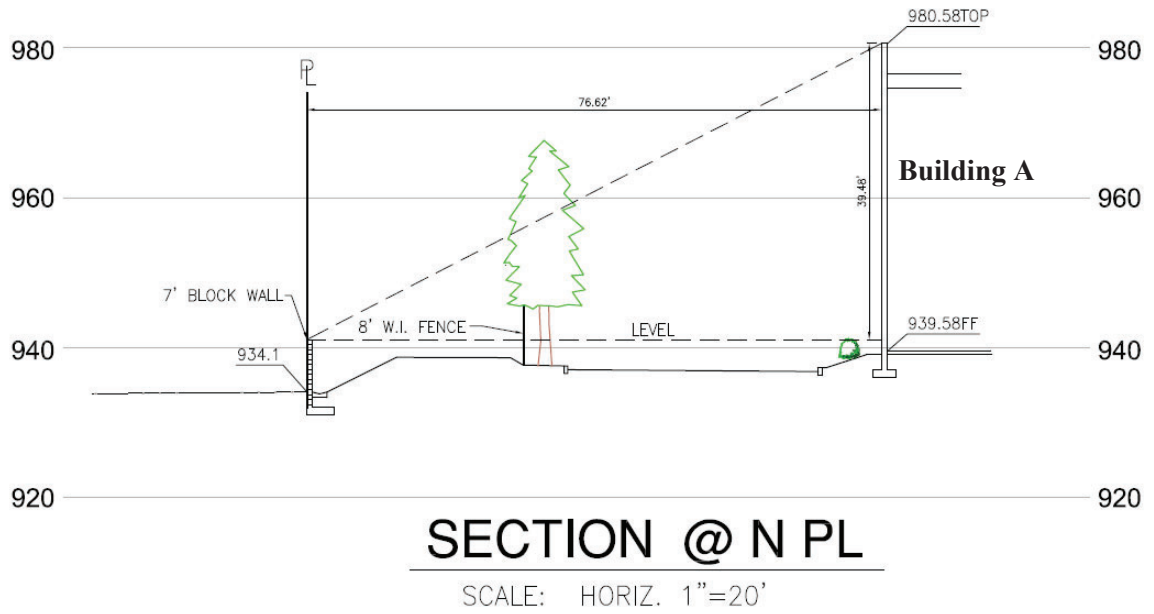 980.58TOP
980
980
PL
76.62'
39.48'
Building A
960
960
7' BLOCK WALL
8' W.I. FENCE
LEVEL
939.58FF
940
940
934.1
920
920
SECTION @ N PL
SCALE: HORIZ. 1"=20'